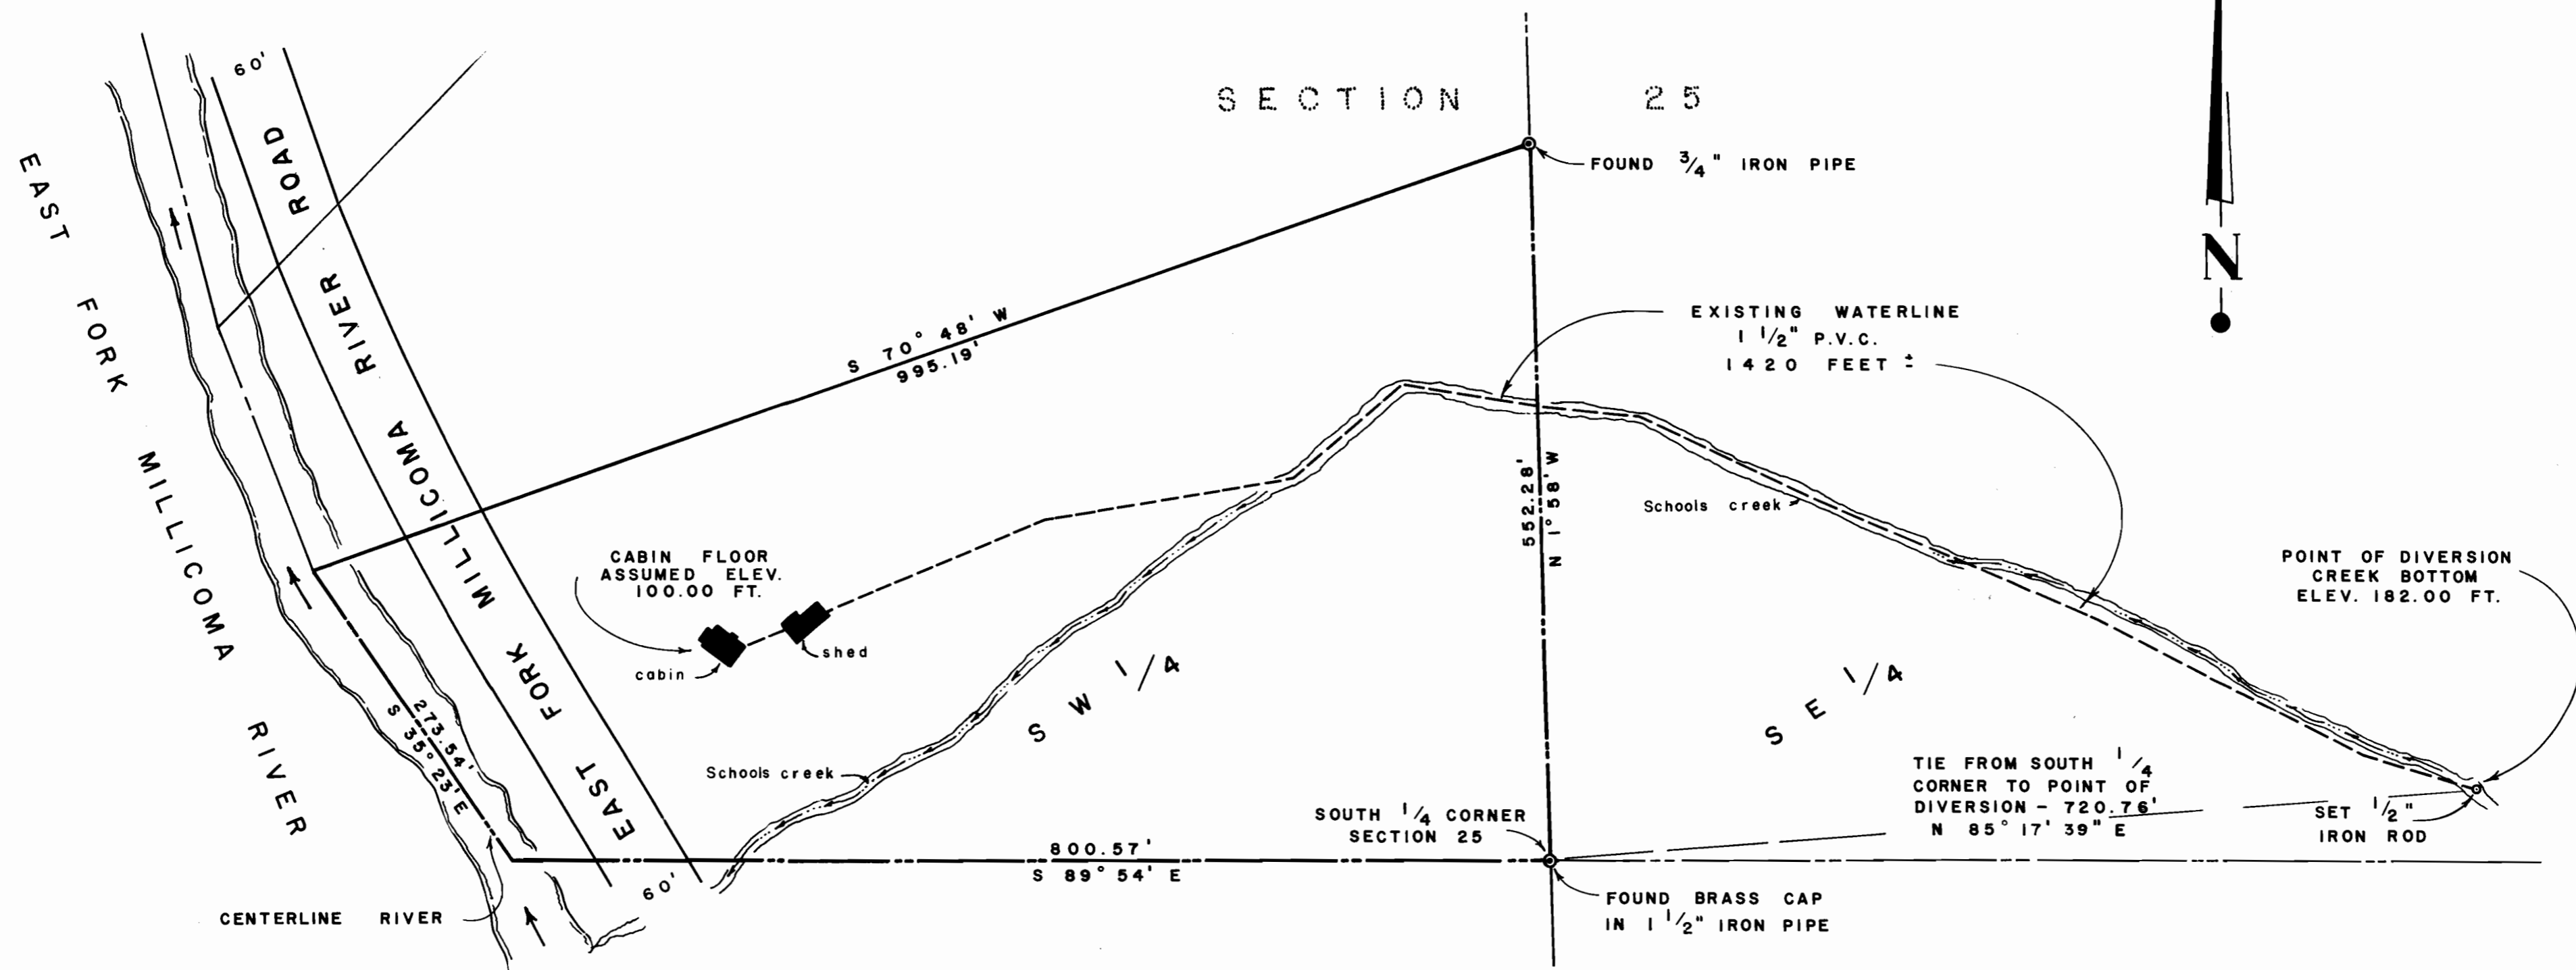 SECTION 25
60'
EAST FORK MILLICOMA RIVER ROAD
EAST FORK MILLICOMA RIVER
FOUND 3/4" IRON PIPE
N
S 70° 48' W
995.19'
EXISTING WATERLINE
1 1/2" P.V.C.
1420 FEET ±
552.28'
N 1° 58' W
Schools creek
CABIN FLOOR
ASSUMED ELEV.
100.00 FT.
shed
cabin
POINT OF DIVERSION
CREEK BOTTOM
ELEV. 182.00 FT.
SW 1/4
SE 1/4
273.54'
S 35° 23' E
Schools creek
TIE FROM SOUTH 1/4
CORNER TO POINT OF
DIVERSION - 720.76'
N 85° 17' 39" E
SET 1/2"
IRON ROD
SOUTH 1/4 CORNER
SECTION 25
800.57'
S 89° 54' E
60'
CENTERLINE RIVER
FOUND BRASS CAP
IN 1 1/2" IRON PIPE